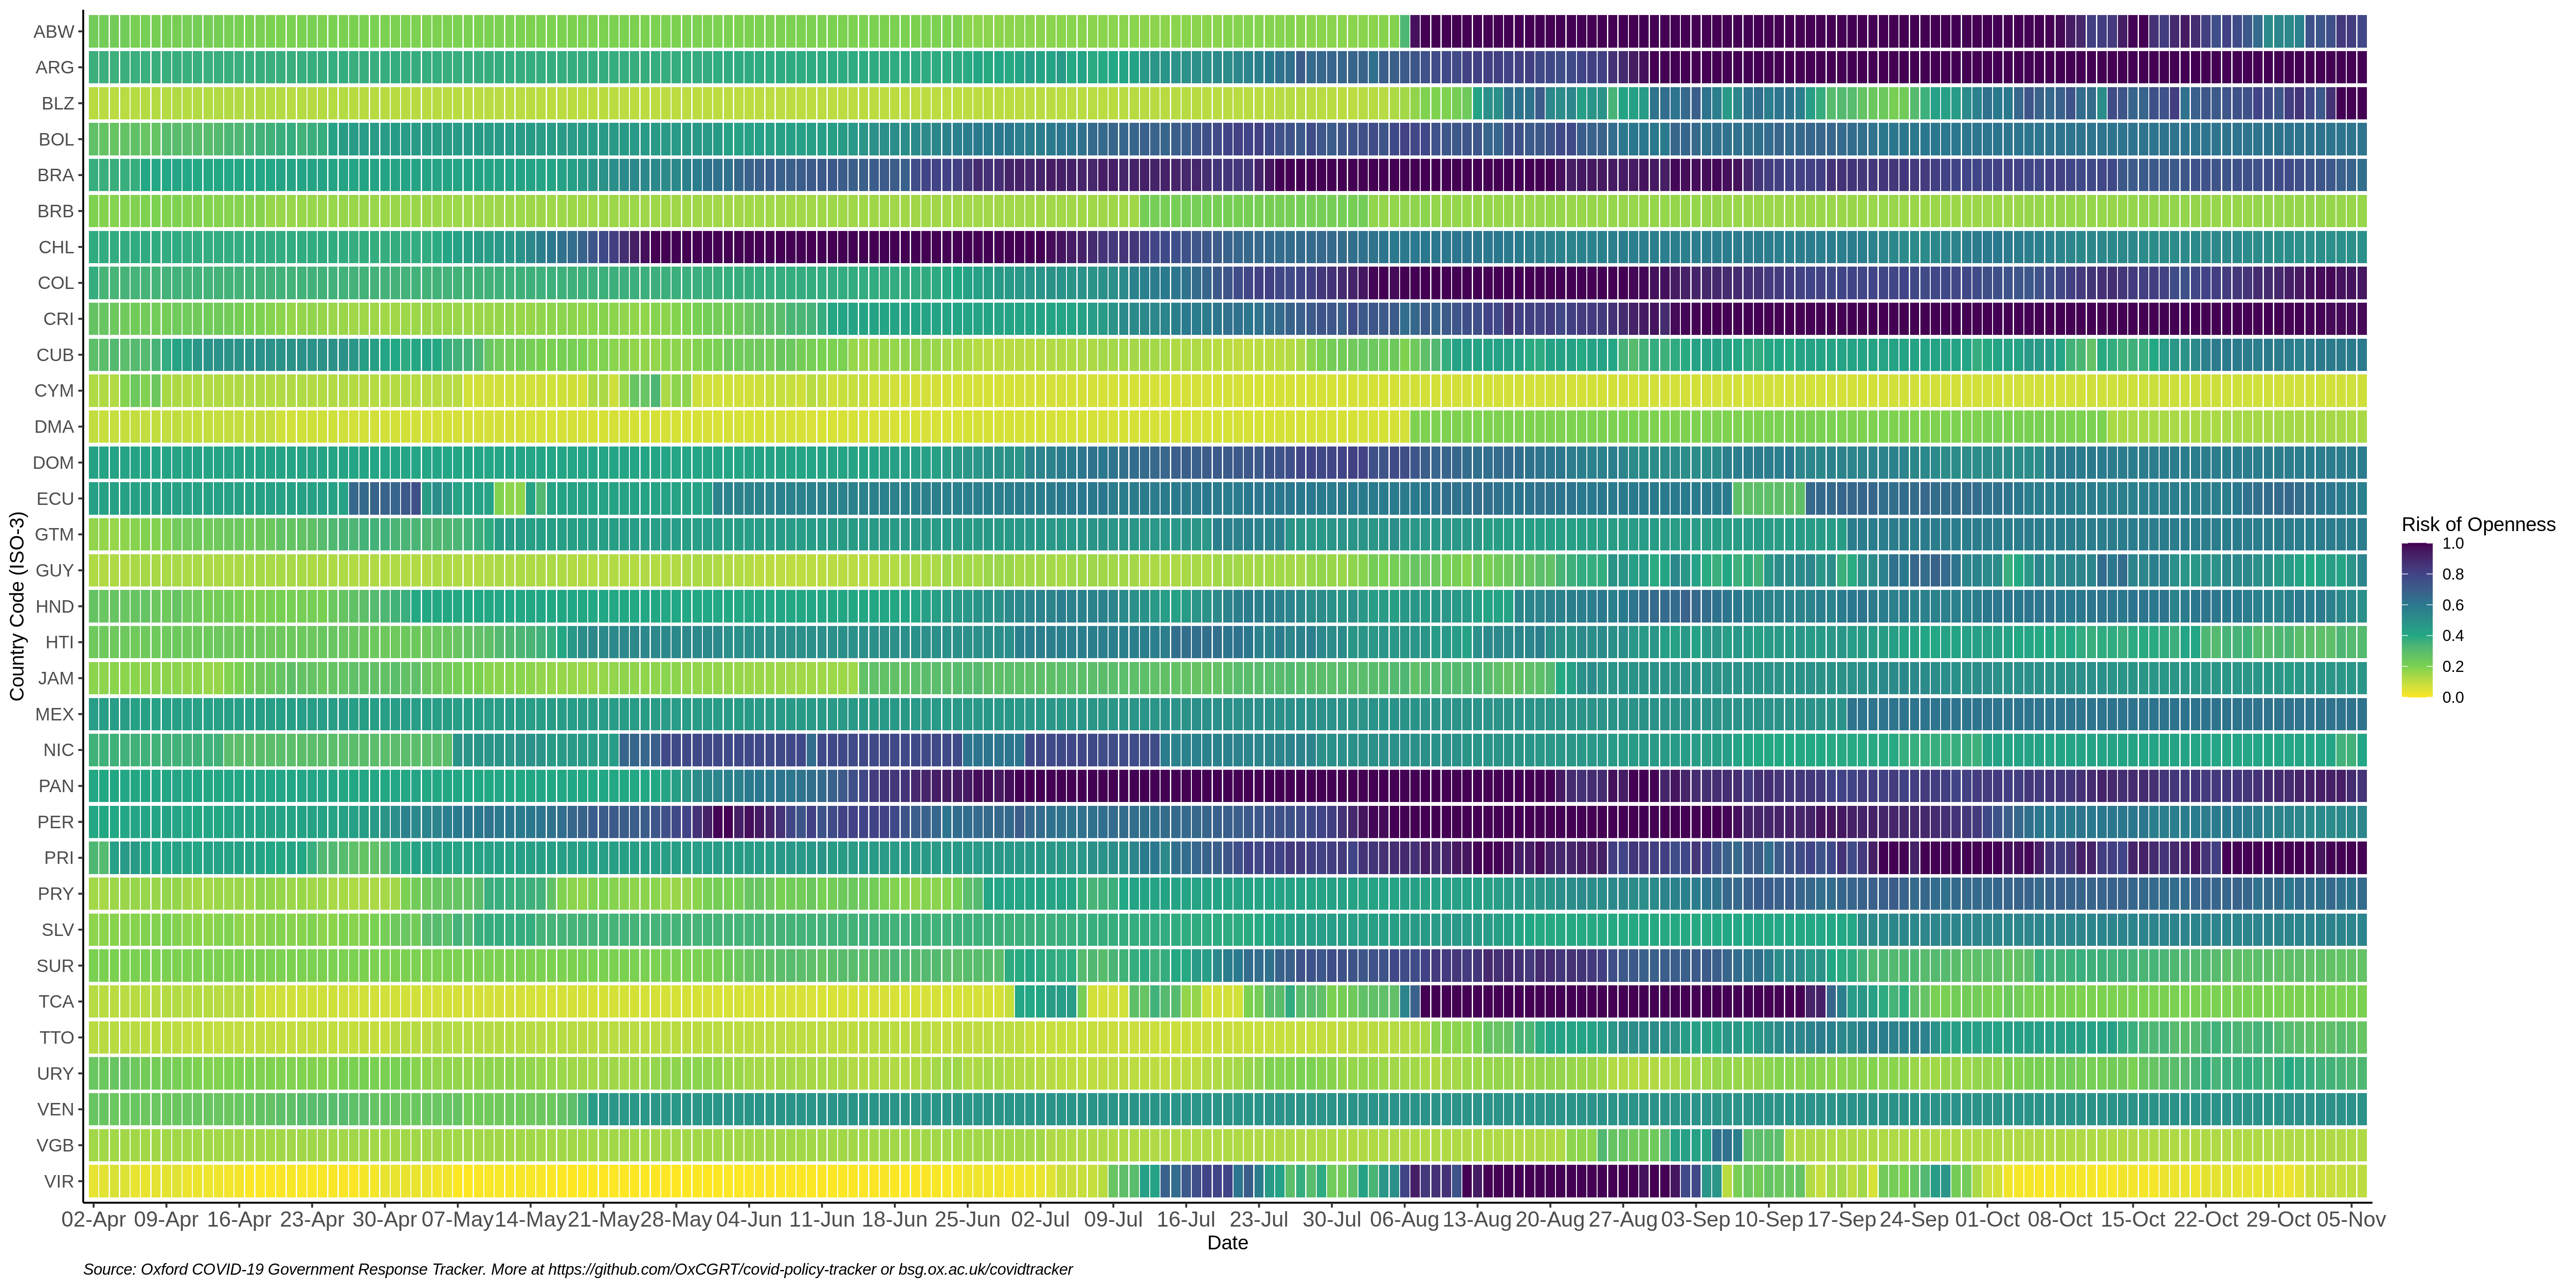 ABW
ARG
BLZ
BOL
BRA
BRB
CHL
COL
CRI
CUB
CYM
DMA
DOM
ECU
GTM
GUY
HND
HTI
JAM
MEX
NIC
PAN
PER
PRI
PRY
SLV
SUR
TCA
TTO
URY
VEN
VGB
VIR
Country Code (ISO-3)
02-Apr 09-Apr 16-Apr 23-Apr 30-Apr 07-May 14-May 21-May 28-May 04-Jun 11-Jun 18-Jun 25-Jun 02-Jul 09-Jul 16-Jul 23-Jul 30-Jul 06-Aug 13-Aug 20-Aug 27-Aug 03-Sep 10-Sep 17-Sep 24-Sep 01-Oct 08-Oct 15-Oct 22-Oct 29-Oct 05-Nov
Date
Risk of Openness
1.0
0.8
0.6
0.4
0.2
0.0
Source: Oxford COVID-19 Government Response Tracker. More at https://github.com/OxCGRT/covid-policy-tracker or bsg.ox.ac.uk/covidtracker